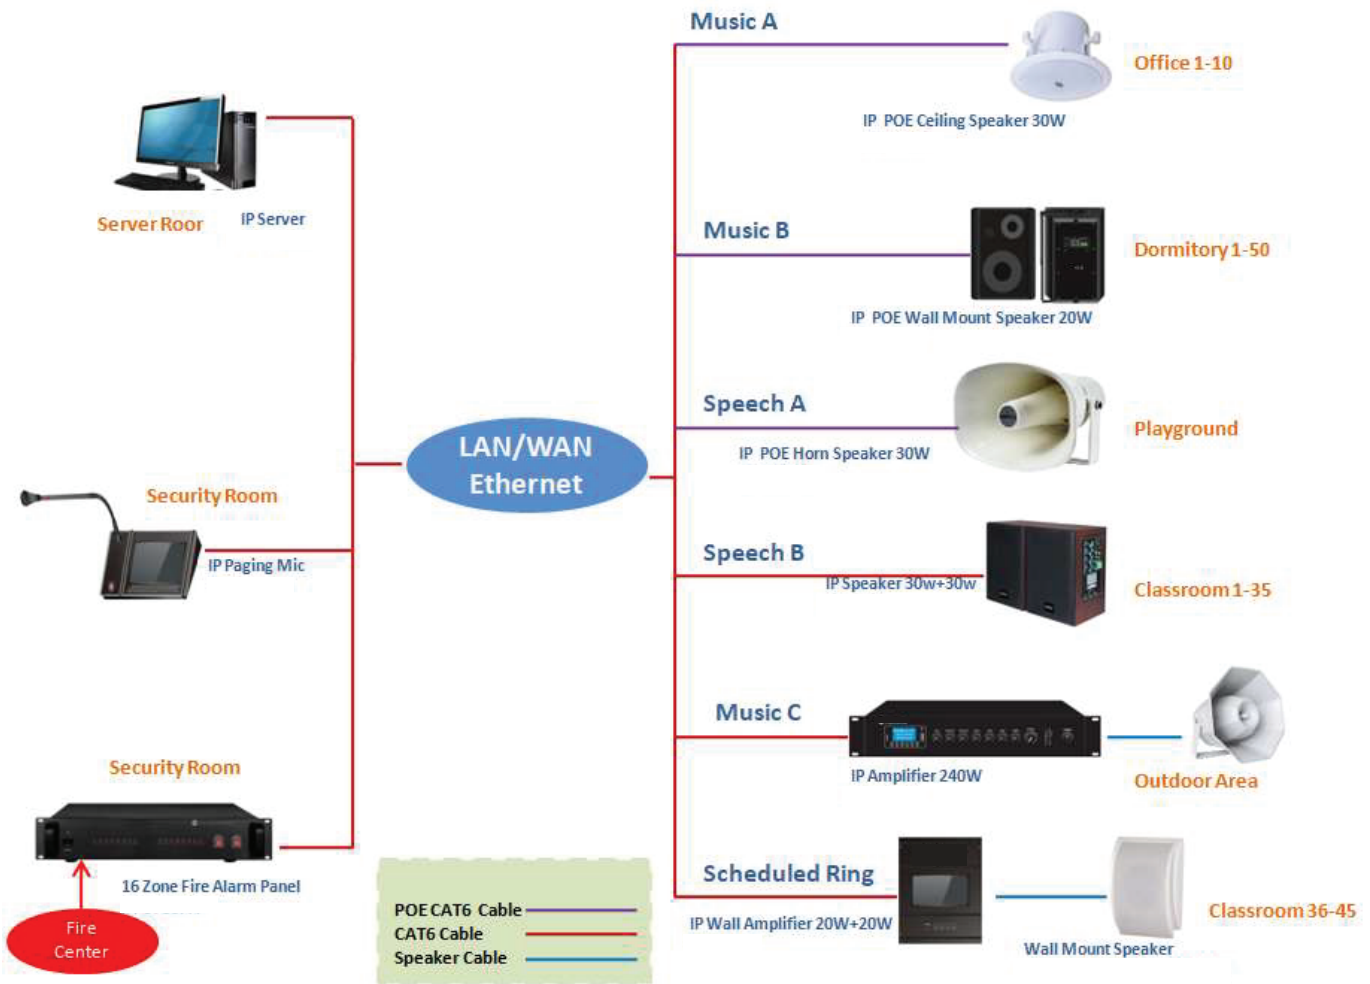 Music A
Office 1-10
IP POE Ceiling Speaker 30W
Server Roor
IP Server
Music B
Dormitory 1-50
IP POE Wall Mount Speaker 20W
Speech A
Playground
IP POE Horn Speaker 30W
LAN/WAN
Ethernet
Security Room
IP Paging Mic
Speech B
IP Speaker 30w+30w
Classroom 1-35
Music C
IP Amplifier 240W
Outdoor Area
Security Room
16 Zone Fire Alarm Panel
Fire
Center
Scheduled Ring
IP Wall Amplifier 20W+20W
Wall Mount Speaker
Classroom 36-45
POE CAT6 Cable
CAT6 Cable
Speaker Cable